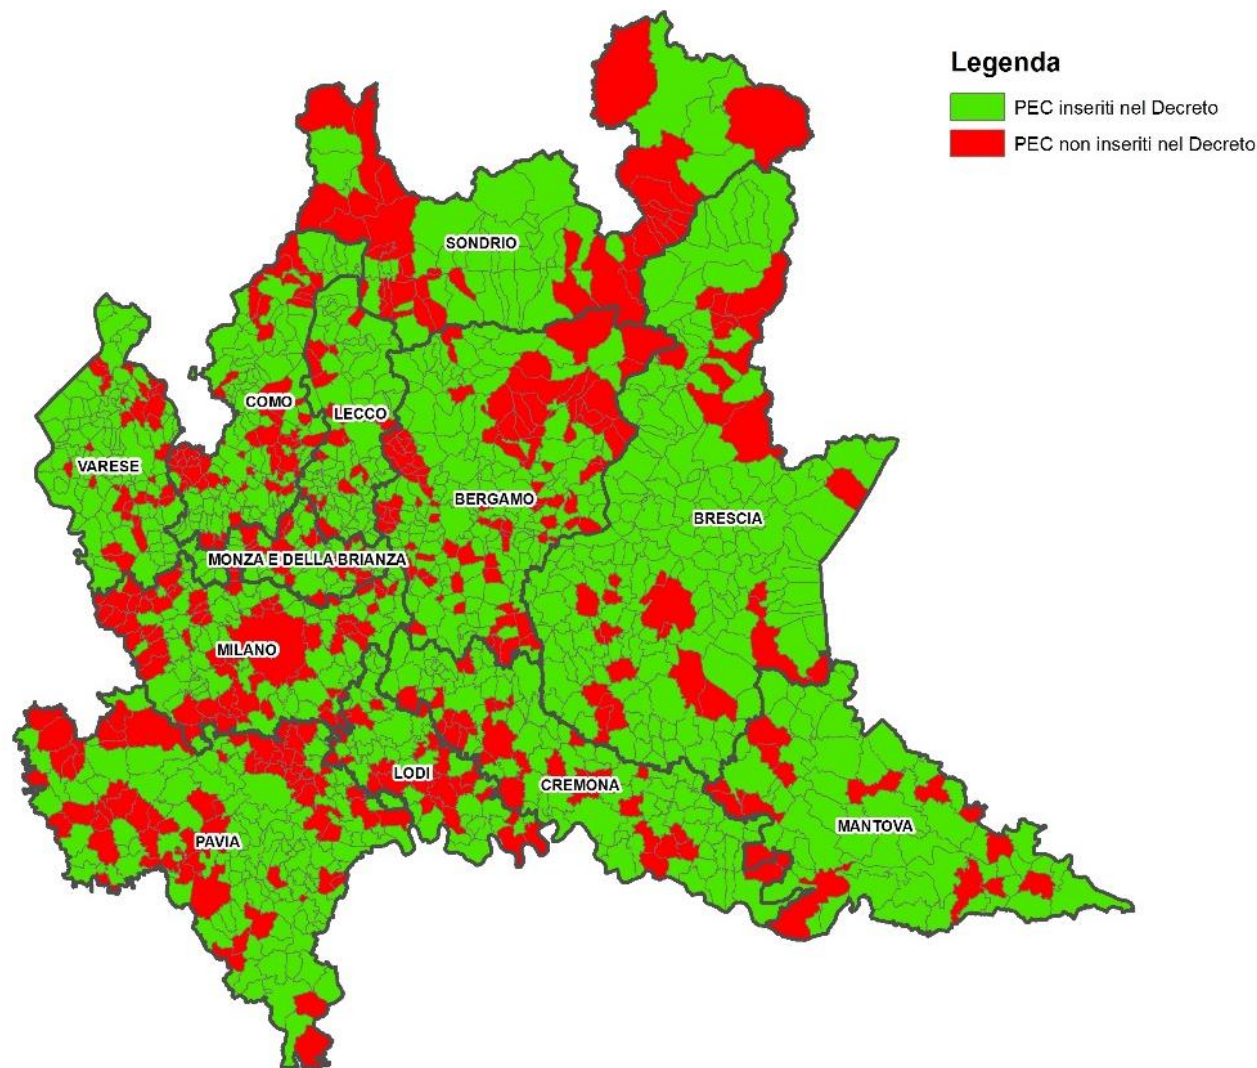 Legenda
PEC inseriti nel Decreto
PEC non inseriti nel Decreto
SONDRIO
COMO
LECCO
VARESE
BERGAMO
BRESCIA
MONZA E DELLA BRIANZA
MILANO
LODI
CREMONA
MANTOVA
PAVIA